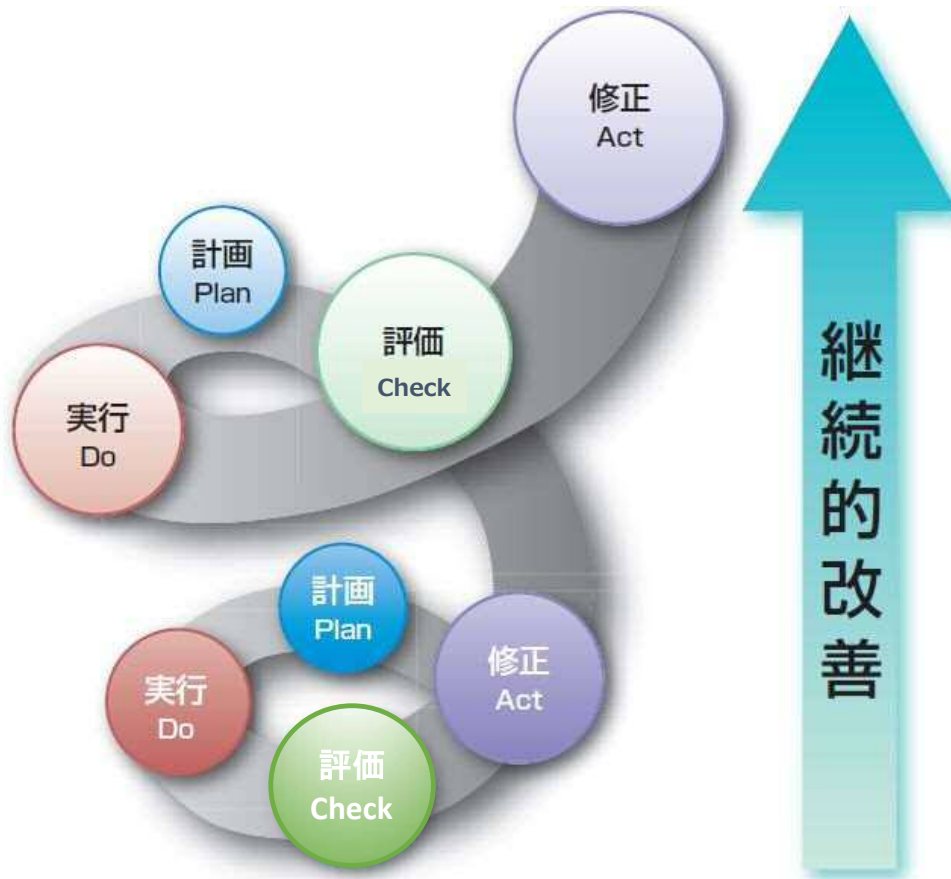 修正
Act
計画
Plan
評価
Check
実行
Do
計画
Plan
修正
Act
実行
Do
評価
Check
継続的改善